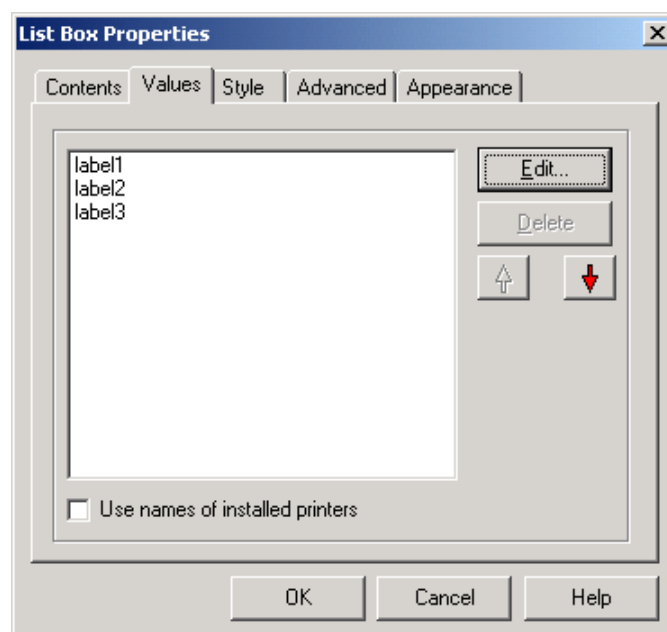 List Box Properties
Contents Values Style Advanced Appearance
label1
label2
label3
Edit...
Delete
Use names of installed printers
OK Cancel Help